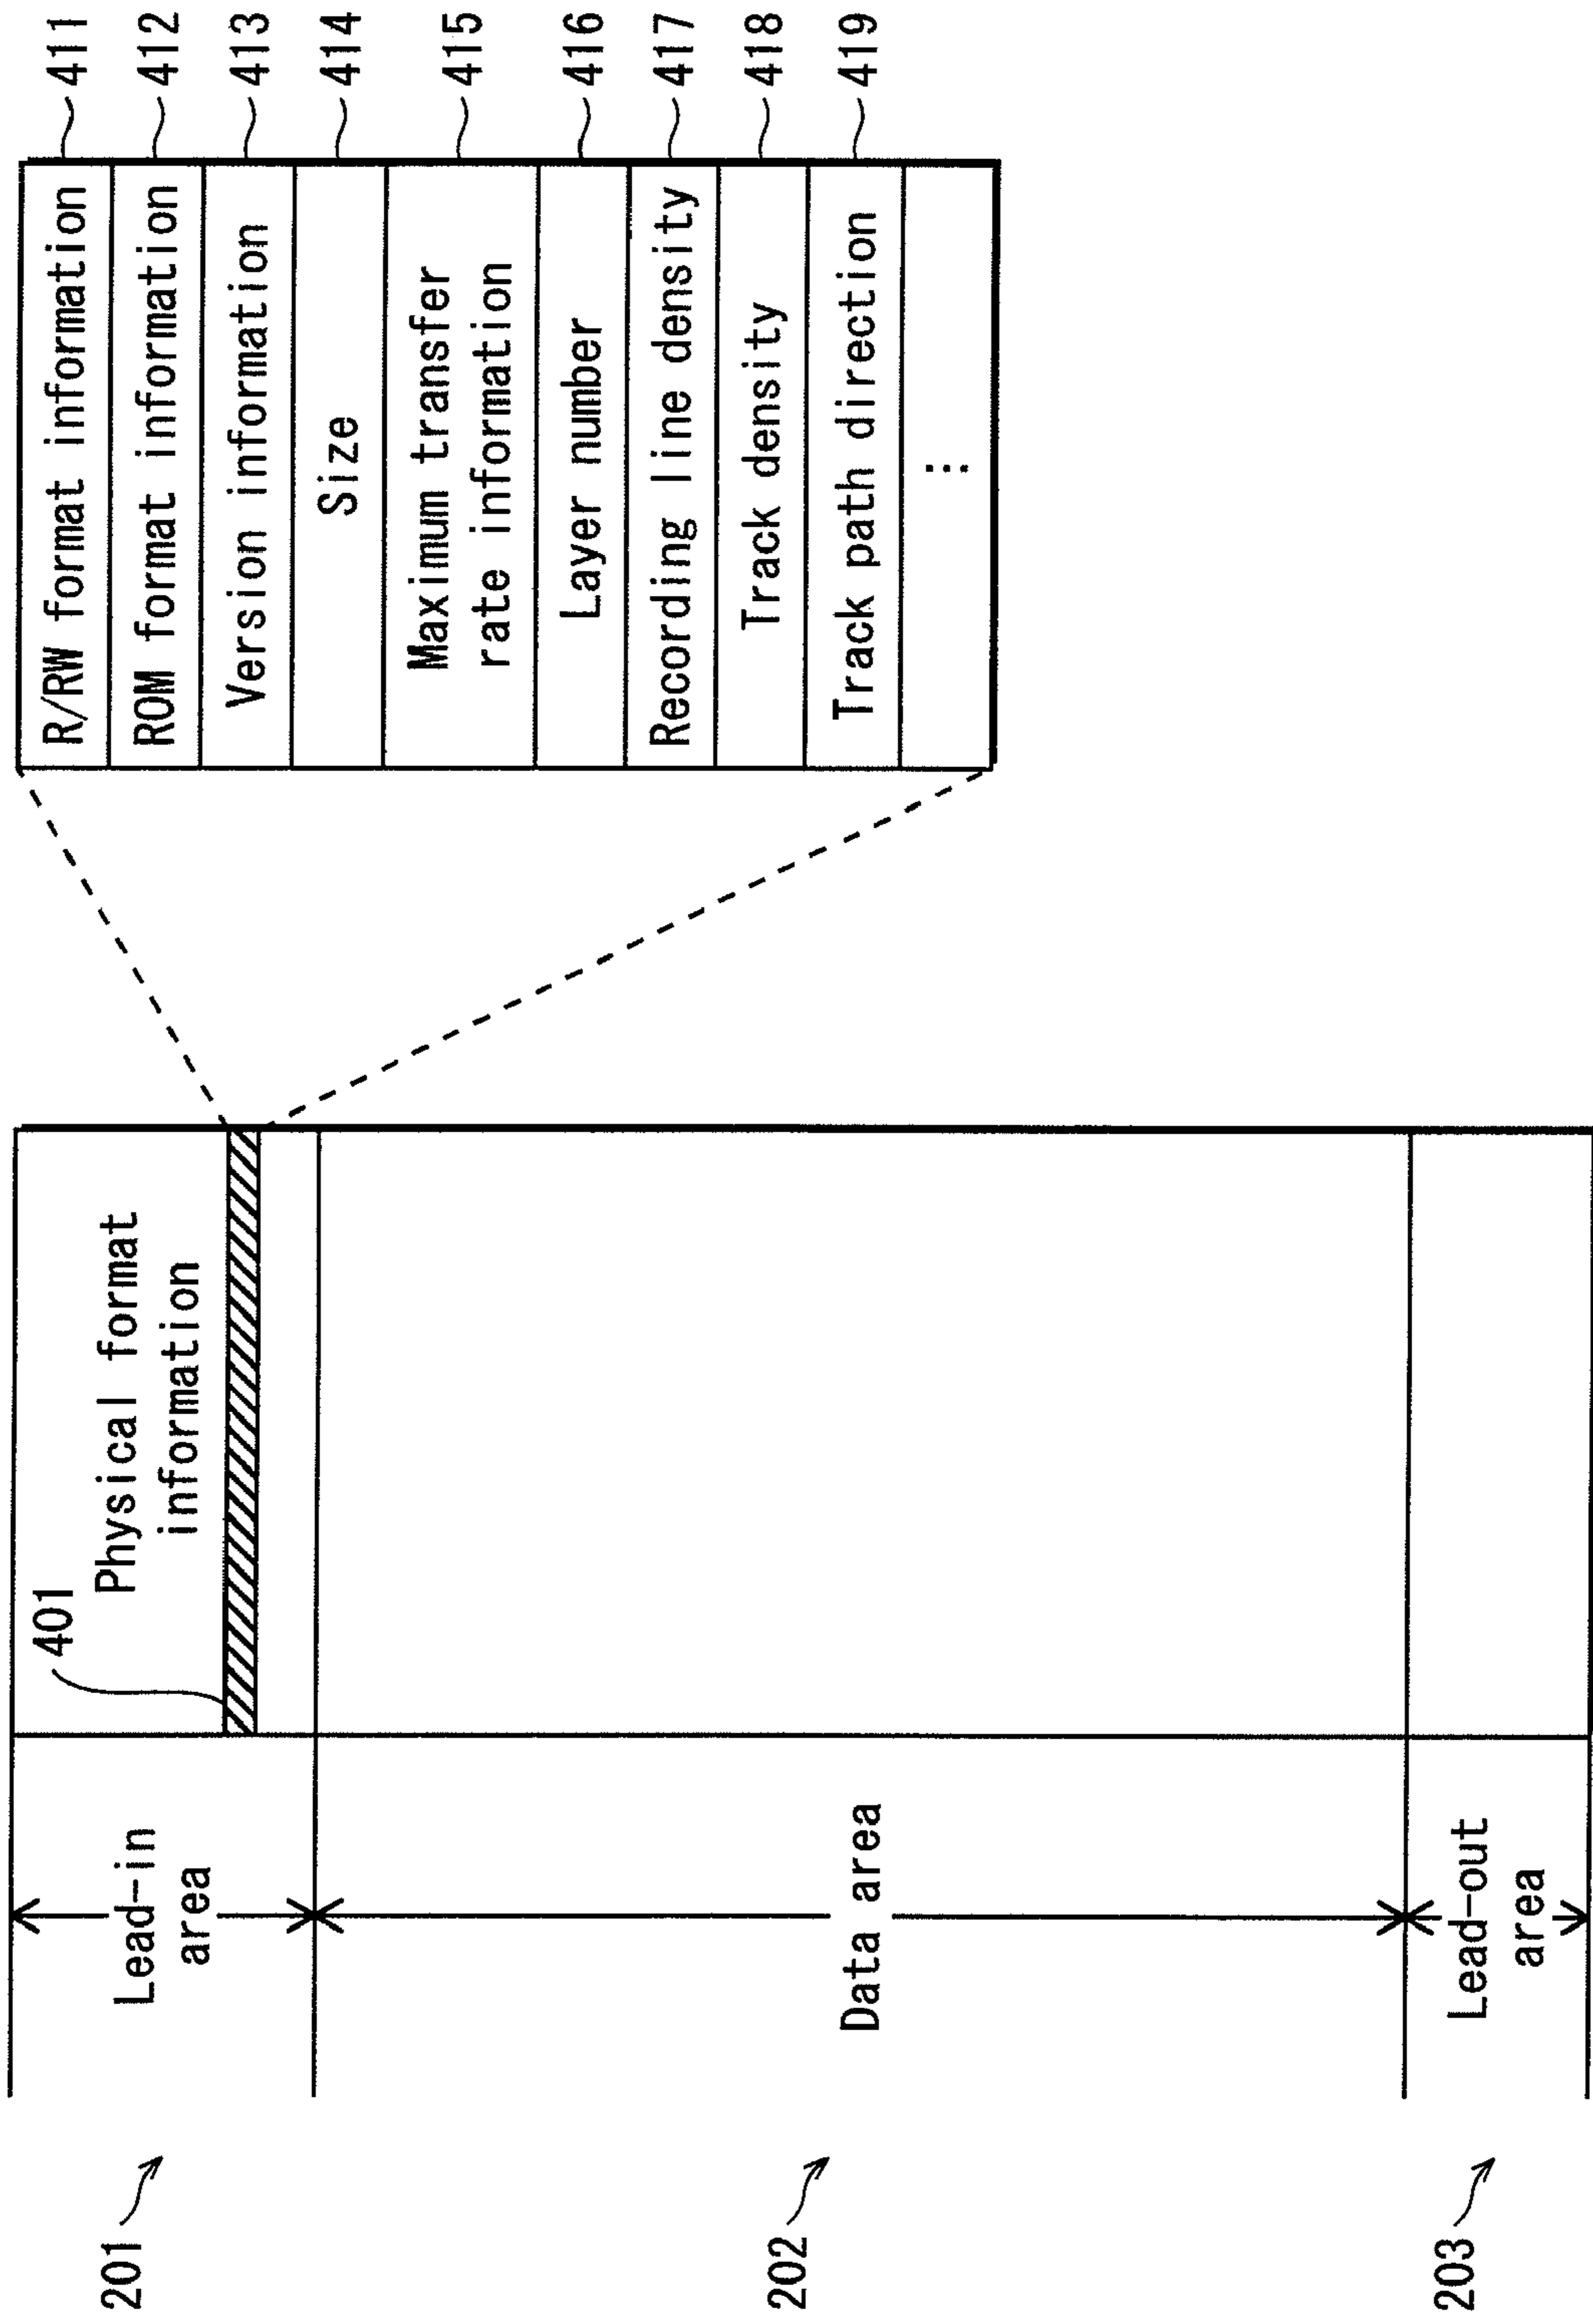 201
Lead-in
area
401
Physical format
information
202
Data area
203
Lead-out
area
R/RW format information
411
ROM format information
412
Version information
413
Size
414
Maximum transfer
rate information
415
Layer number
416
Recording line density
417
Track density
418
Track path direction
419
⋮